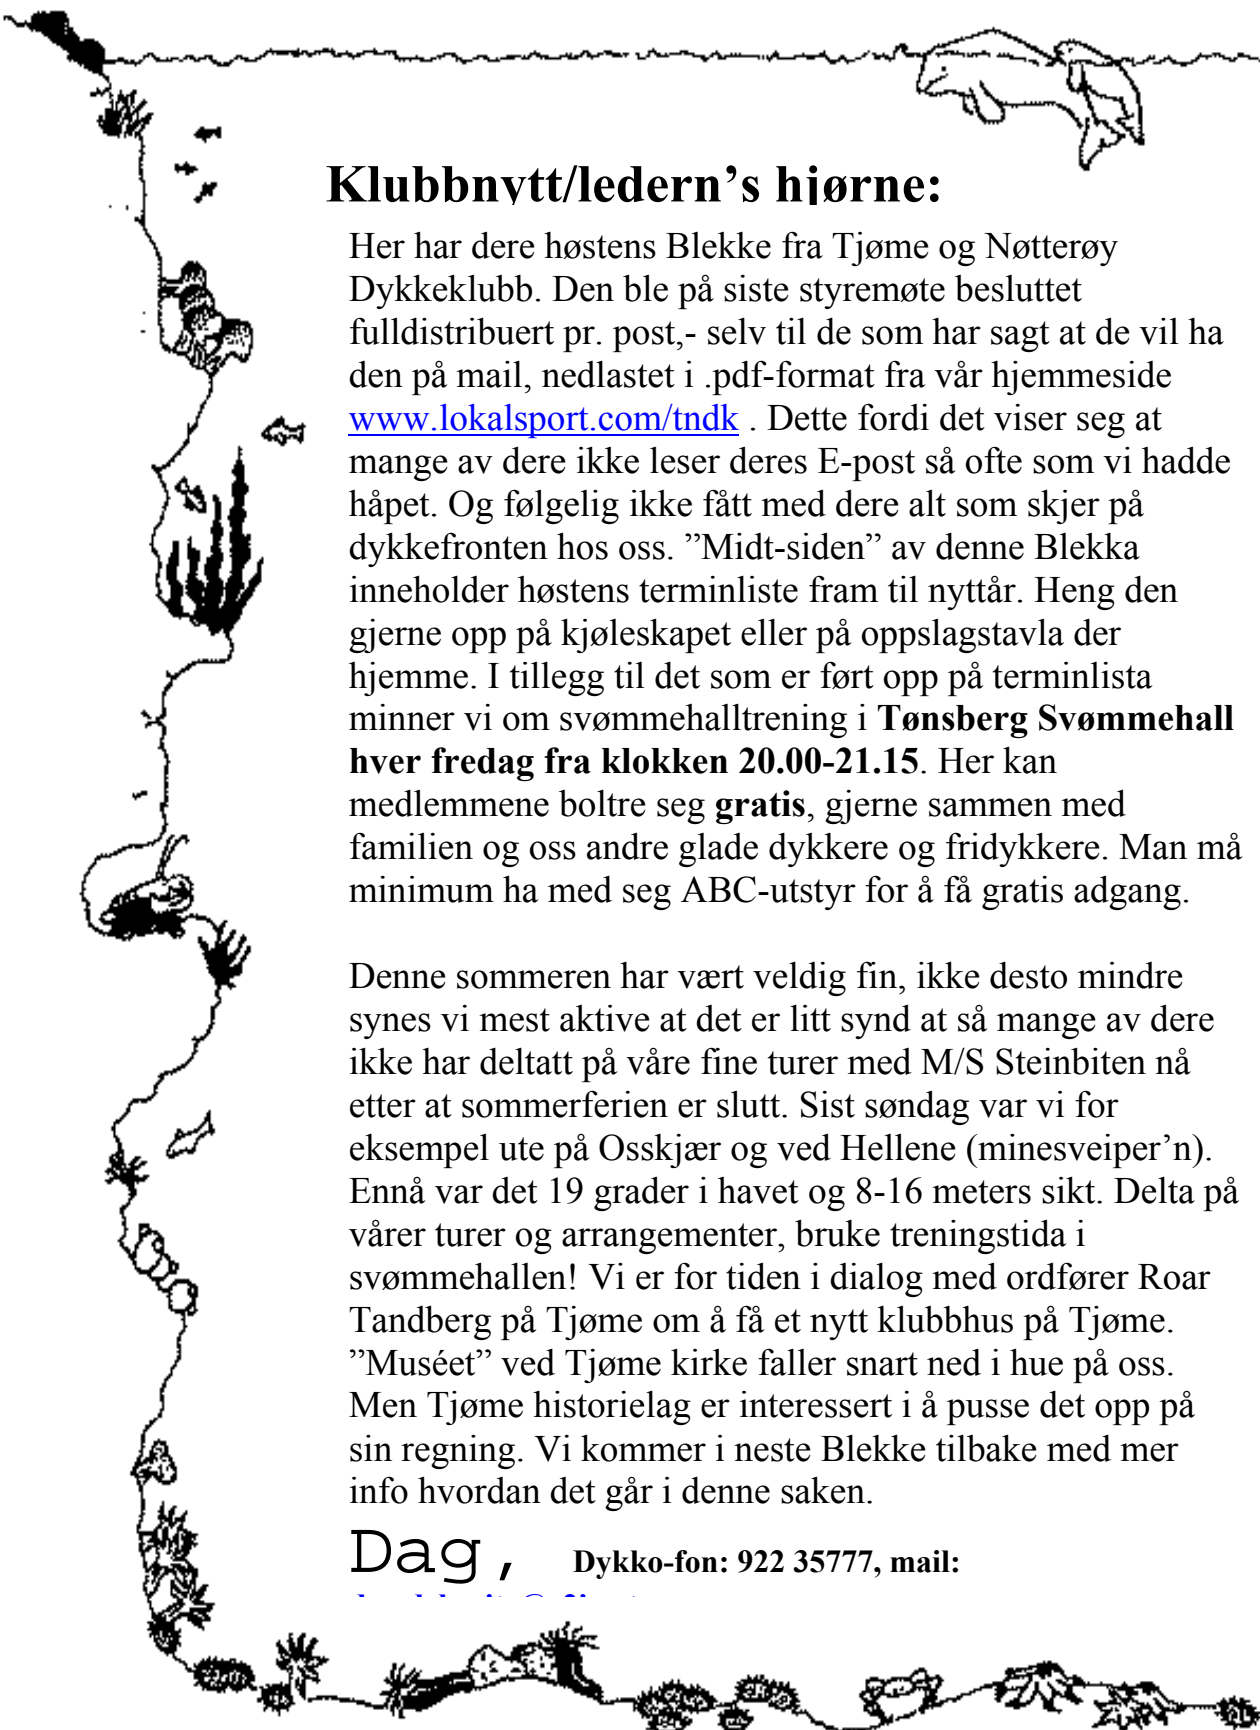 Klubbnytt/ledern’s hjørne:
Her har dere høstens Blekke fra Tjøme og Nøtterøy
Dykkeklubb. Den ble på siste styremøte besluttet
fulldistribuert pr. post,- selv til de som har sagt at de vil ha
den på mail, nedlastet i .pdf-format fra vår hjemmeside
www.lokalsport.com/tndk . Dette fordi det viser seg at
mange av dere ikke leser deres E-post så ofte som vi hadde
håpet. Og følgelig ikke fått med dere alt som skjer på
dykkefronten hos oss. ”Midt-siden” av denne Blekka
inneholder høstens terminliste fram til nyttår. Heng den
gjerne opp på kjøleskapet eller på oppslagstavla der
hjemme. I tillegg til det som er ført opp på terminlista
minner vi om svømmehalltrening i Tønsberg Svømmehall
hver fredag fra klokken 20.00-21.15. Her kan
medlemmene boltre seg gratis, gjerne sammen med
familien og oss andre glade dykkere og fridykkere. Man må
minimum ha med seg ABC-utstyr for å få gratis adgang.
Denne sommeren har vært veldig fin, ikke desto mindre
synes vi mest aktive at det er litt synd at så mange av dere
ikke har deltatt på våre fine turer med M/S Steinbiten nå
etter at sommerferien er slutt. Sist søndag var vi for
eksempel ute på Osskjær og ved Hellene (minesveiper’n).
Ennå var det 19 grader i havet og 8-16 meters sikt. Delta på
vårer turer og arrangementer, bruke treningstida i
svømmehallen! Vi er for tiden i dialog med ordfører Roar
Tandberg på Tjøme om å få et nytt klubbhus på Tjøme.
”Muséet” ved Tjøme kirke faller snart ned i hue på oss.
Men Tjøme historielag er interessert i å pusse det opp på
sin regning. Vi kommer i neste Blekke tilbake med mer
info hvordan det går i denne saken.
Dag, Dykko-fon: 922 35777, mail: